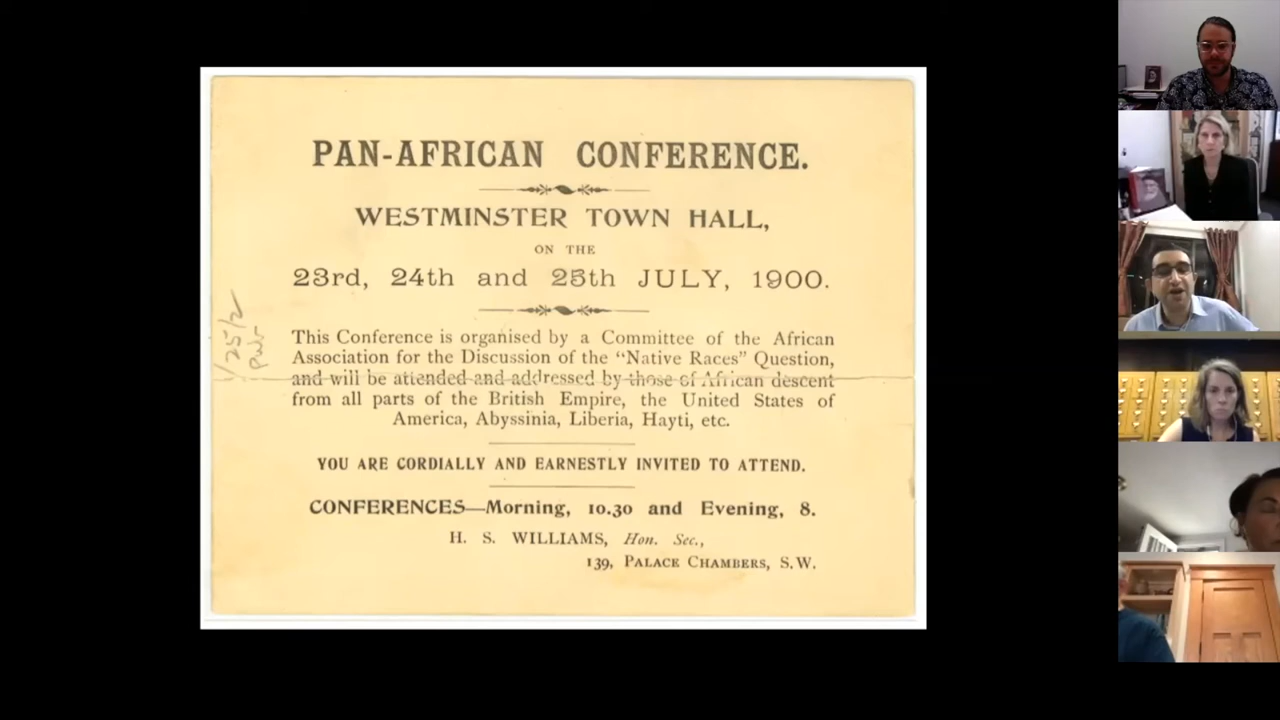 PAN-AFRICAN CONFERENCE.
WESTMINSTER TOWN HALL,
ON THE
23rd, 24th and 25th JULY, 1900.
This Conference is organised by a Committee of the African
Association for the Discussion of the “Native Races” Question,
and will be attended and addressed by those of African descent
from all parts of the British Empire, the United States of
America, Abyssinia, Liberia, Hayti, etc.
YOU ARE CORDIALLY AND EARNESTLY INVITED TO ATTEND.
CONFERENCES—Morning, 10.30 and Evening, 8.
H. S. WILLIAMS, Hon. Sec.,
139, PALACE CHAMBERS, S.W.